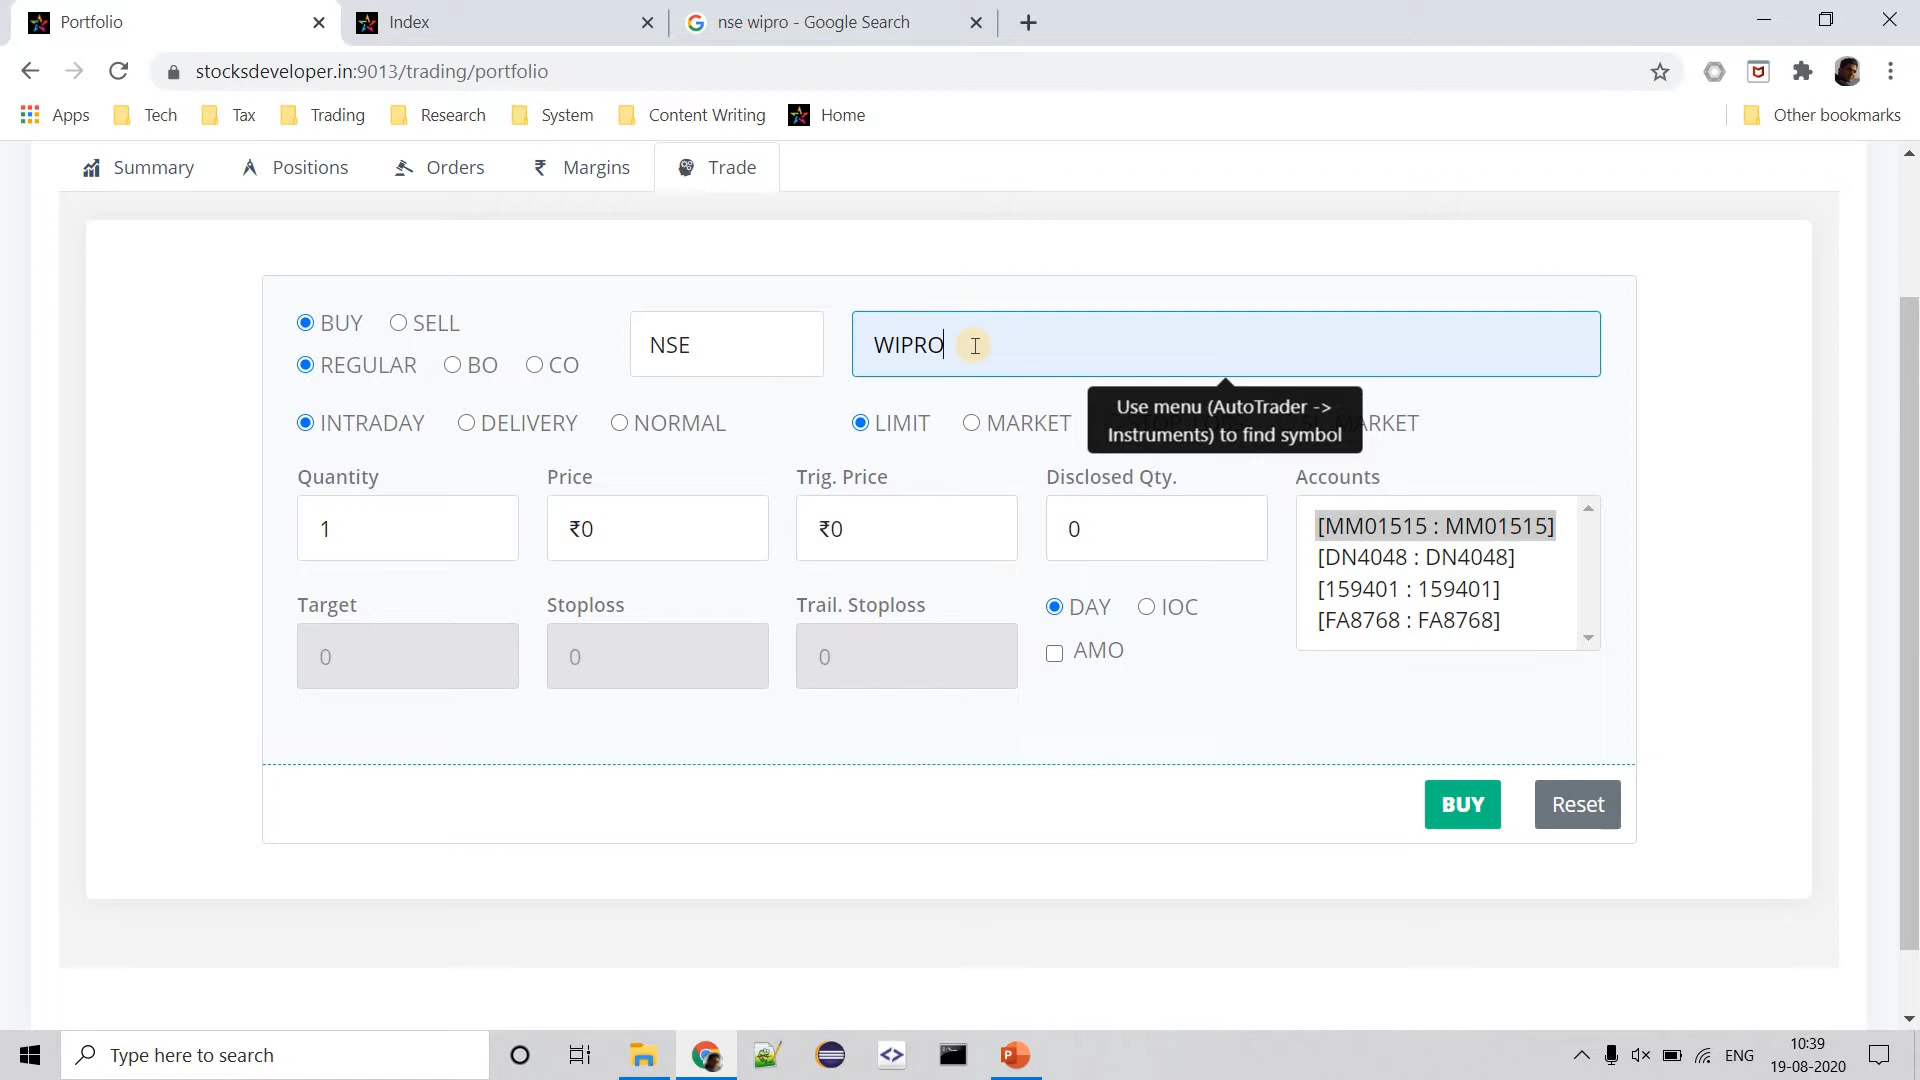 Portfolio
Index
nse wipro - Google Search
stocksdeveloper.in:9013/trading/portfolio
Apps
Tech
Tax
Trading
Research
System
Content Writing
Home
Other bookmarks
Summary
Positions
Orders
₹ Margins
Trade
BUY SELL
REGULAR BO CO
NSE
WIPRO
Use menu (AutoTrader ->
Instruments) to find symbol
INTRADAY DELIVERY NORMAL
LIMIT MARKET
MARKET
Quantity
Price
Trig. Price
Disclosed Qty.
Accounts
1
₹0
₹0
0
[MM01515 : MM01515]
[DN4048 : DN4048]
[159401 : 159401]
[FA8768 : FA8768]
Target
Stoploss
Trail. Stoploss
DAY IOC
0
0
0
AMO
BUY
Reset
Type here to search
ENG
10:39
19-08-2020